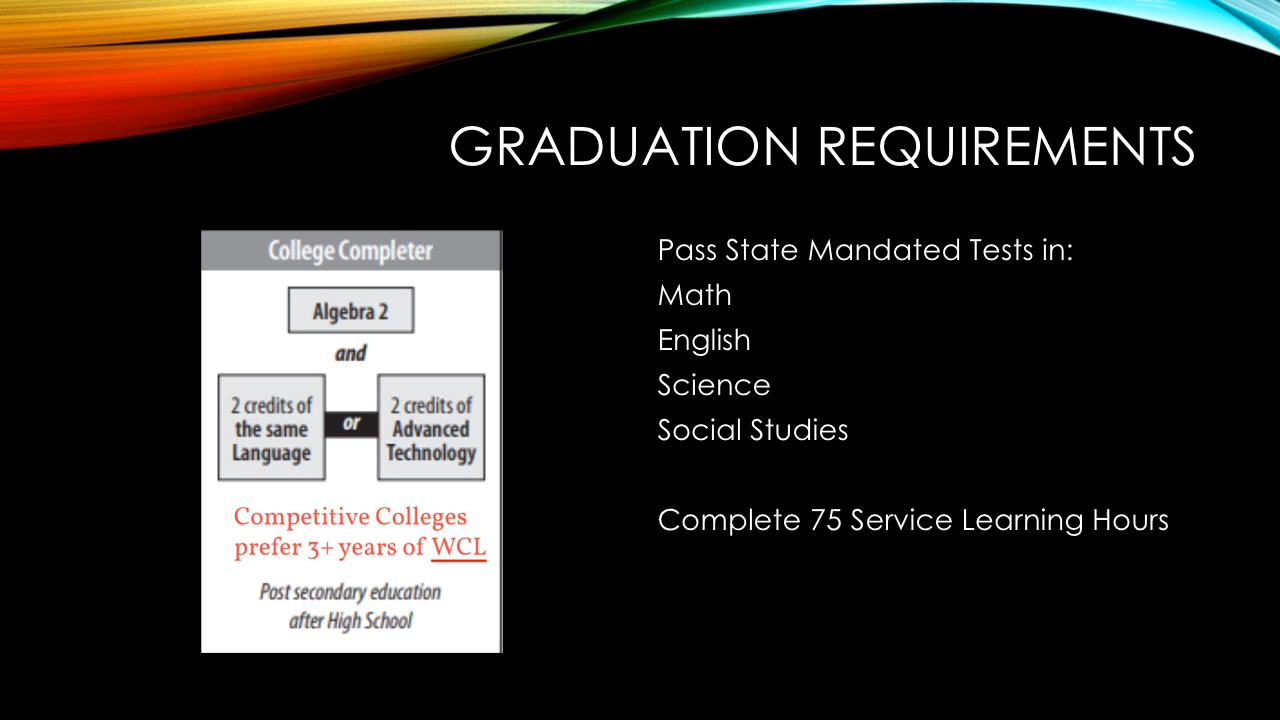 GRADUATION REQUIREMENTS
College Completer
Algebra 2
and
2 credits of
the same
Language
or
2 credits of
Advanced
Technology
Competitive Colleges
prefer 3+ years of WCL
Post secondary education
after High School
Pass State Mandated Tests in:
Math
English
Science
Social Studies
Complete 75 Service Learning Hours